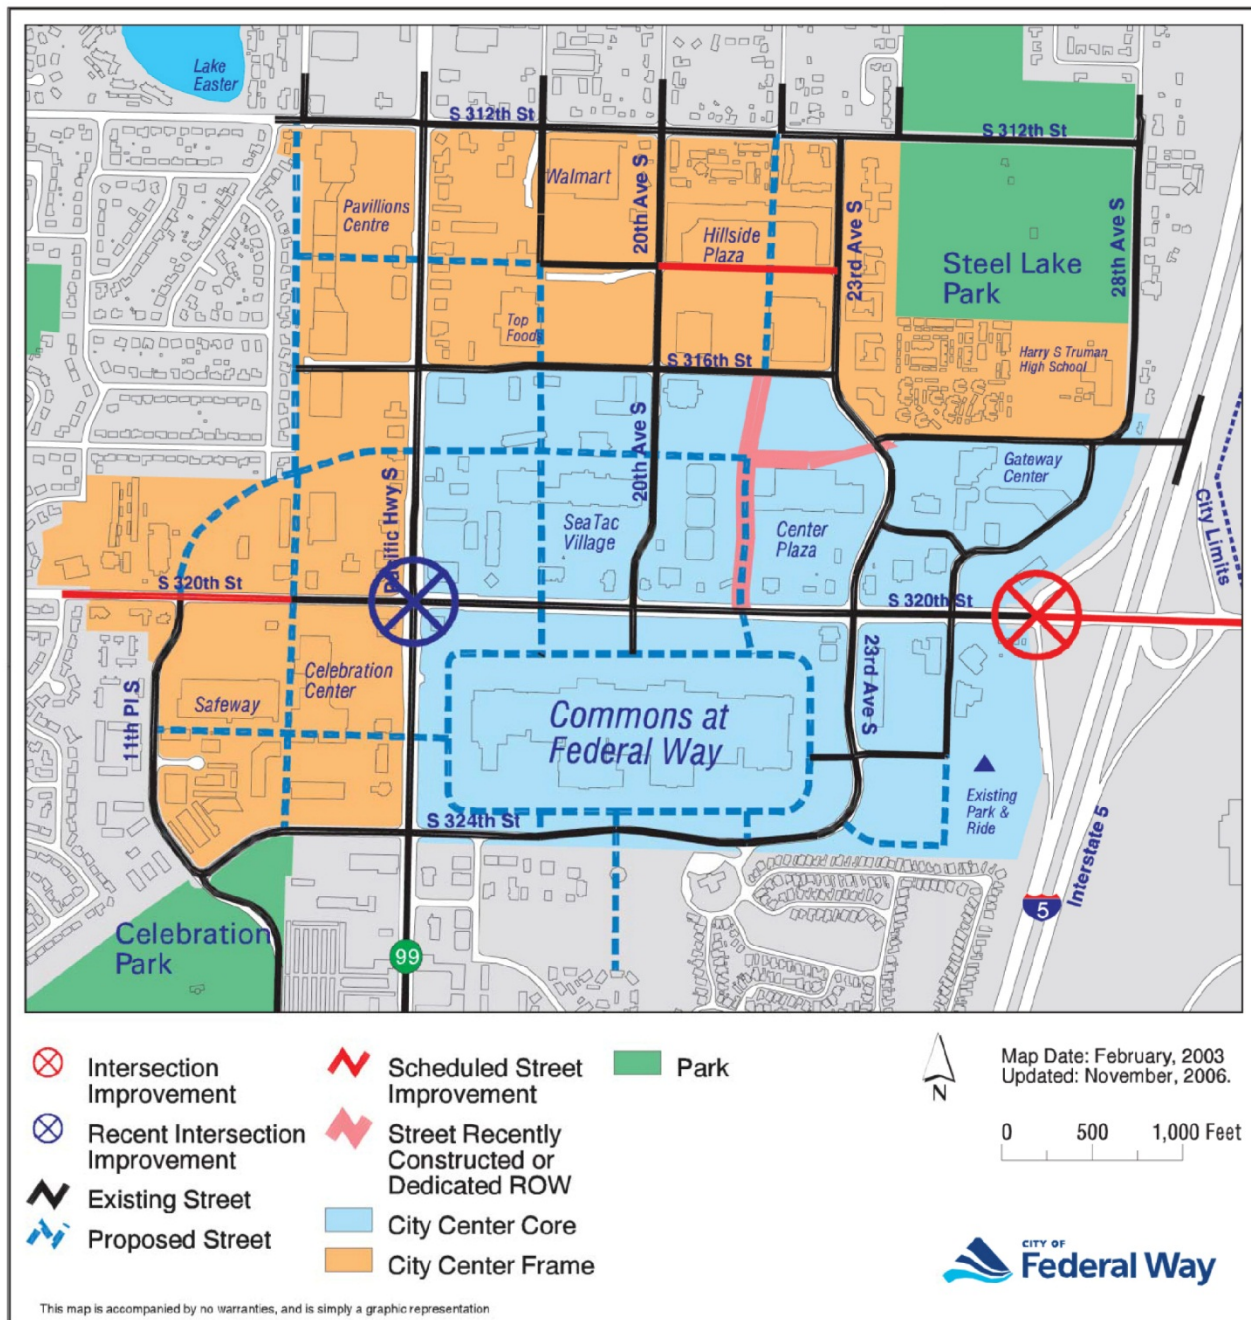 Lake
Easter
S 312th St
S 312th St
Walmart
20th Ave S
Pavillions
Centre
Hillside
Plaza
23rd Ave S
28th Ave S
Steel Lake
Park
Top
Foods
S 316th St
Harry S Truman
High School
20th Ave S
Pacific Hwy S
Gateway
Center
City Limits
SeaTac
Village
Center
Plaza
S 320th St
S 320th St
23rd Ave S
Celebration
Center
Safeway
11th Pl S
Commons at
Federal Way
Existing
Park &
Ride
S 324th St
Interstate 5
5
Celebration
Park
99
Intersection
Improvement
Recent Intersection
Improvement
Existing Street
Proposed Street
Scheduled Street
Improvement
Street Recently
Constructed or
Dedicated ROW
City Center Core
City Center Frame
Park
N
Map Date: February, 2003
Updated: November, 2006.
0 500 1,000 Feet
CITY OF
Federal Way
This map is accompanied by no warranties, and is simply a graphic representation